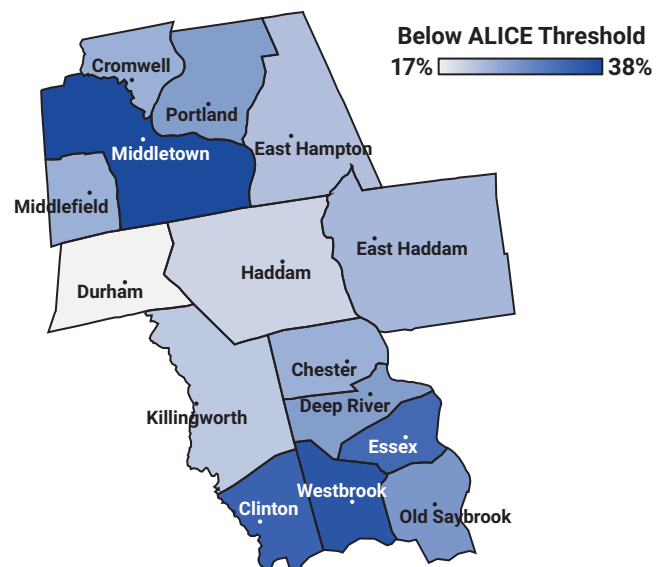 Below ALICE Threshold
17% 38%
Cromwell
Portland
Middletown
East Hampton
Middlefield
East Haddam
Haddam
Durham
Chester
Deep River
Killingworth
Essex
Westbrook
Clinton
Old Saybrook